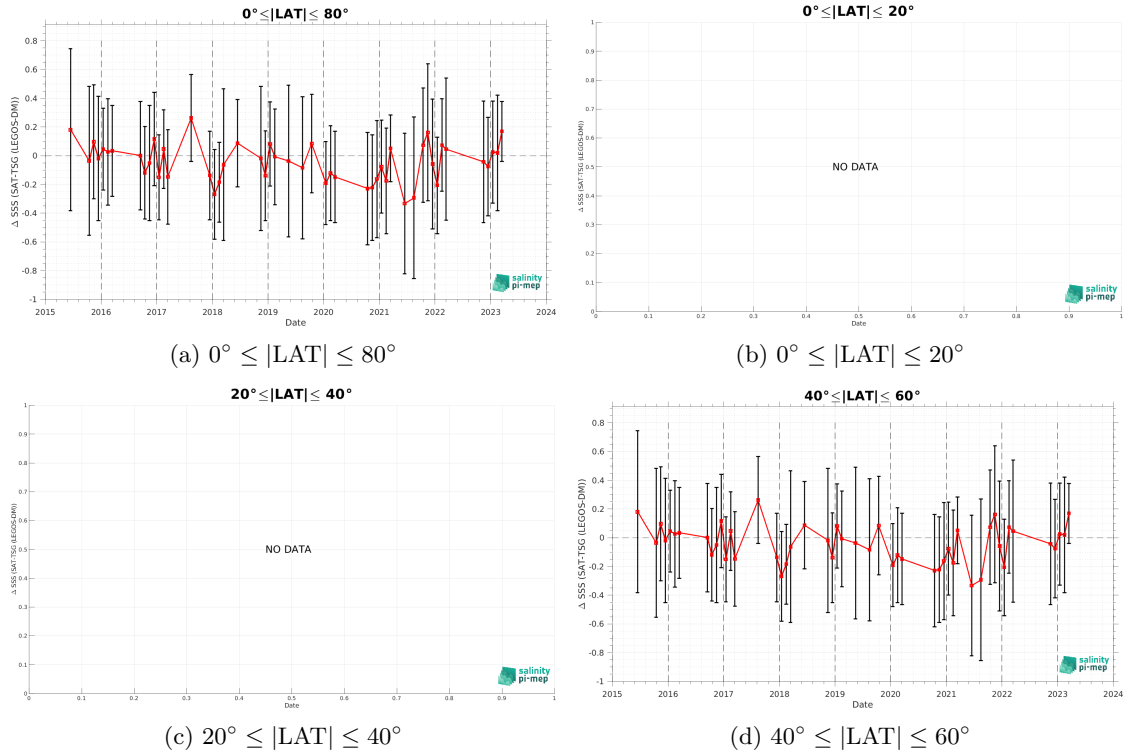 0°≤|LAT|≤ 80°
Δ SSS (SAT-TSG (LEGOS-DM))
0.8
0.6
0.4
0.2
0
-0.2
-0.4
-0.6
-0.8
-1
2015 2016 2017 2018 2019 2020 2021 2022 2023 2024
Date
salinity
pi-mep
(a) 0° ≤ |LAT| ≤ 80°
0°≤|LAT|≤ 20°
Δ SSS (SAT-TSG (LEGOS-DM))
1
0.9
0.8
0.7
0.6
0.5
0.4
0.3
0.2
0.1
0
NO DATA
0 0.1 0.2 0.3 0.4 0.5 0.6 0.7 0.8 0.9 1
Date
salinity
pi-mep
(b) 0° ≤ |LAT| ≤ 20°
20°≤|LAT|≤ 40°
Δ SSS (SAT-TSG (LEGOS-DM))
1
0.9
0.8
0.7
0.6
0.5
0.4
0.3
0.2
0.1
0
NO DATA
0 0.1 0.2 0.3 0.4 0.5 0.6 0.7 0.8 0.9 1
Date
salinity
pi-mep
(c) 20° ≤ |LAT| ≤ 40°
40°≤|LAT|≤ 60°
Δ SSS (SAT-TSG (LEGOS-DM))
0.8
0.6
0.4
0.2
0
-0.2
-0.4
-0.6
-0.8
-1
2015 2016 2017 2018 2019 2020 2021 2022 2023 2024
Date
salinity
pi-mep
(d) 40° ≤ |LAT| ≤ 60°